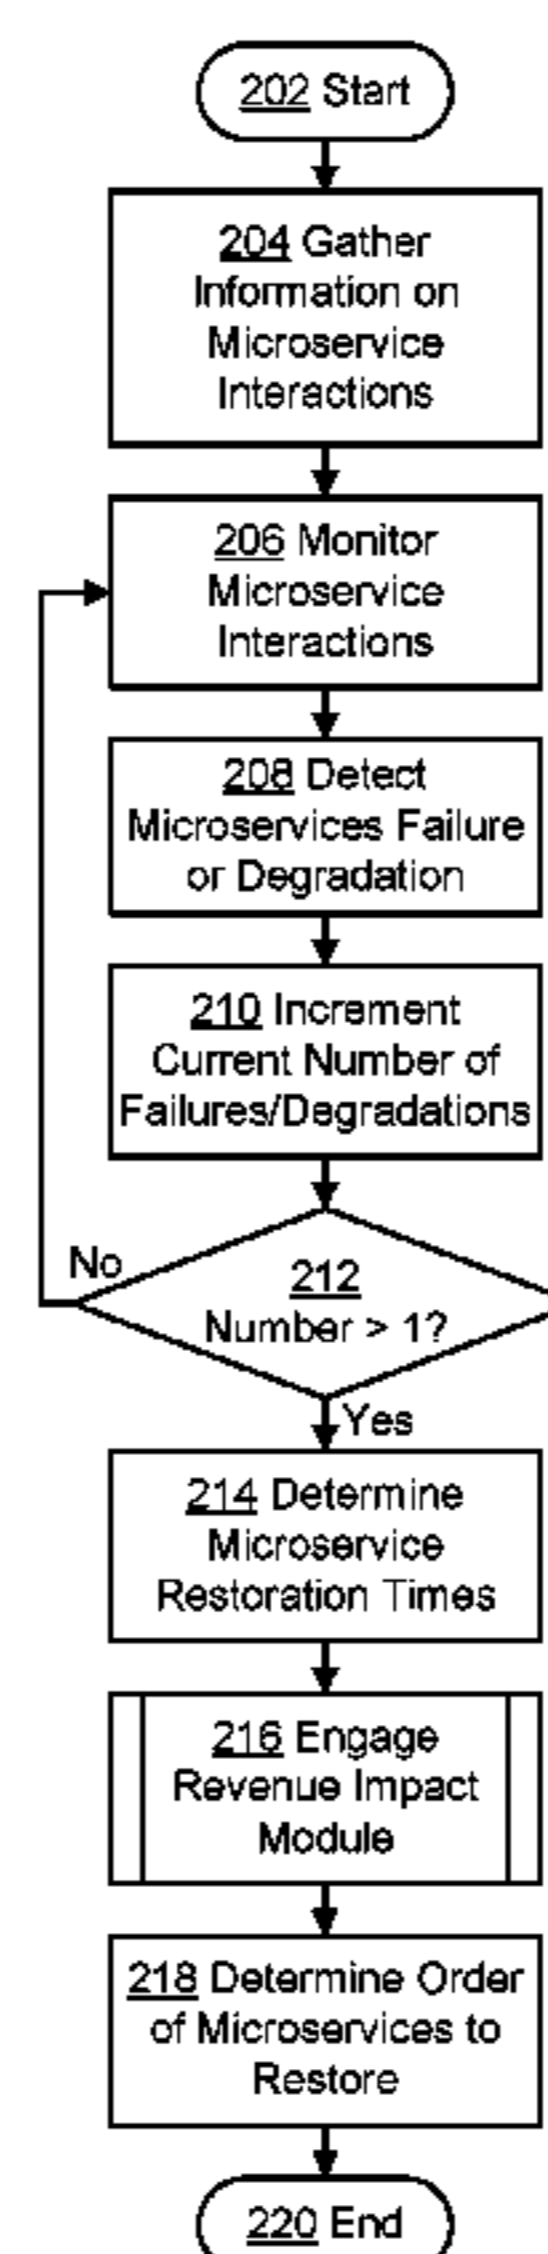 202 Start
204 Gather
Information on
Microservice
Interactions
206 Monitor
Microservice
Interactions
208 Detect
Microservices Failure
or Degradation
210 Increment
Current Number of
Failures/Degradations
No
212
Number > 1?
Yes
214 Determine
Microservice
Restoration Times
216 Engage
Revenue Impact
Module
218 Determine Order
of Microservices to
Restore
220 End